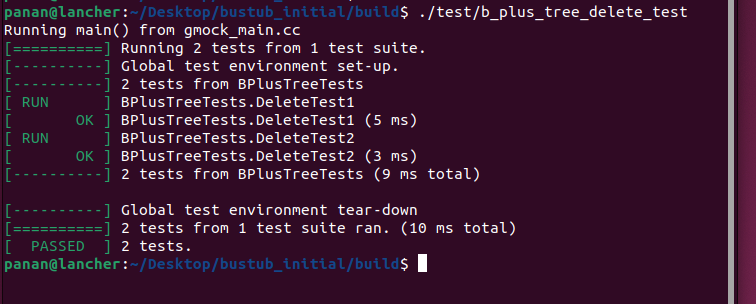 panan@lancher:~/Desktop/bustub_initial/build$ ./test/b_plus_tree_delete_test
Running main() from gmock_main.cc
[==========] Running 2 tests from 1 test suite.
[----------] Global test environment set-up.
[----------] 2 tests from BPlusTreeTests
[ RUN      ] BPlusTreeTests.DeleteTest1
[       OK ] BPlusTreeTests.DeleteTest1 (5 ms)
[ RUN      ] BPlusTreeTests.DeleteTest2
[       OK ] BPlusTreeTests.DeleteTest2 (3 ms)
[----------] 2 tests from BPlusTreeTests (9 ms total)

[----------] Global test environment tear-down
[==========] 2 tests from 1 test suite ran. (10 ms total)
[  PASSED  ] 2 tests.
panan@lancher:~/Desktop/bustub_initial/build$